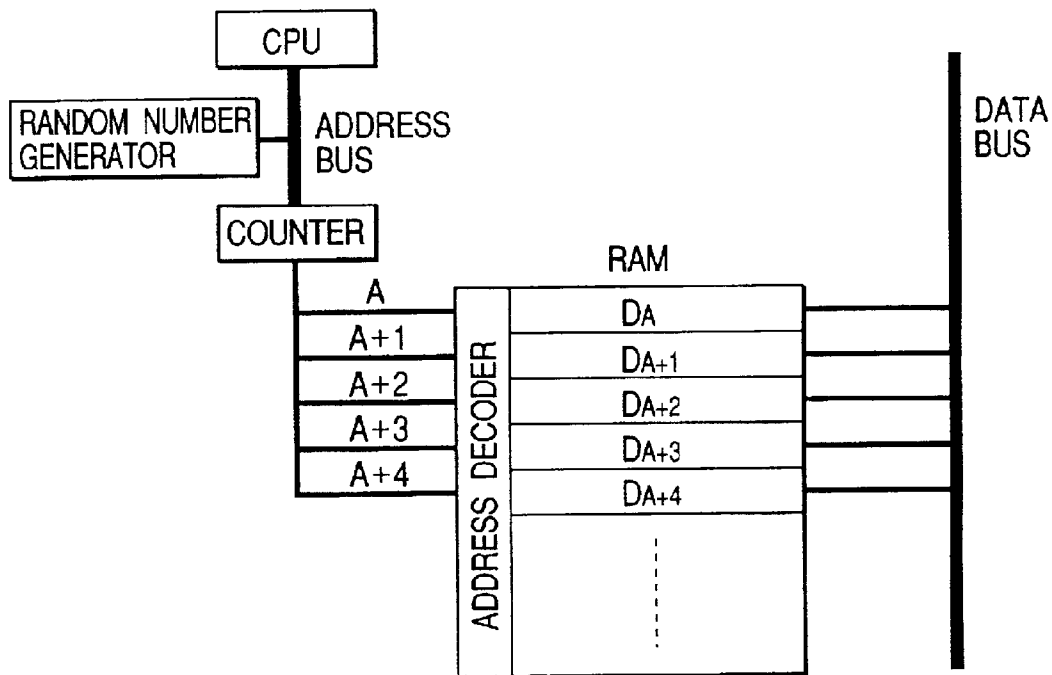 CPU
RANDOM NUMBER
GENERATOR
ADDRESS
BUS
DATA
BUS
COUNTER
RAM
A
A+1
A+2
A+3
A+4
ADDRESS DECODER
DA
DA+1
DA+2
DA+3
DA+4